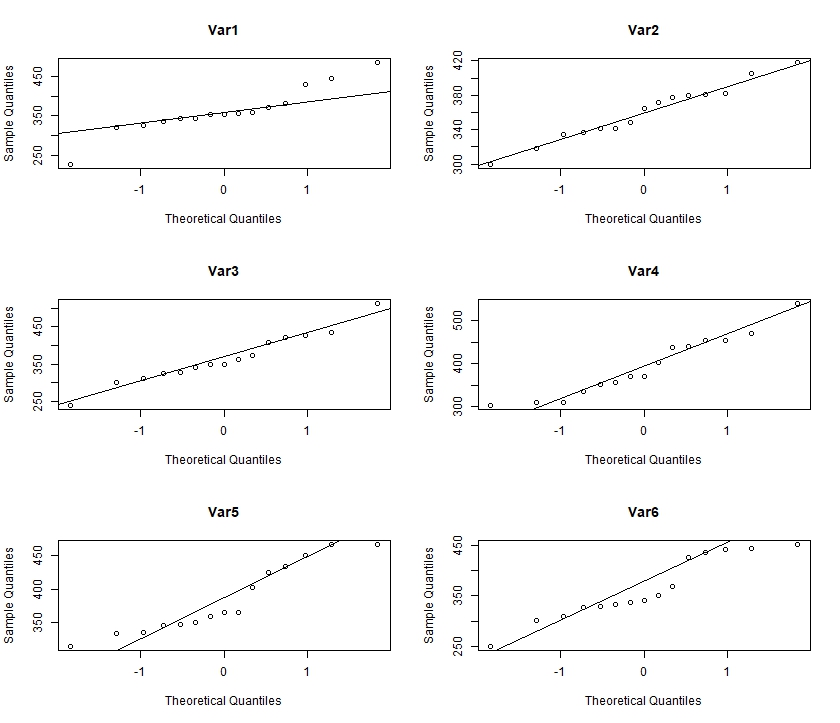 Var1
Sample Quantiles
250 350 450
-1 0 1
Theoretical Quantiles
Var2
Sample Quantiles
300 340 380 420
-1 0 1
Theoretical Quantiles
Var3
Sample Quantiles
250 350 450
-1 0 1
Theoretical Quantiles
Var4
Sample Quantiles
300 400 500
-1 0 1
Theoretical Quantiles
Var5
Sample Quantiles
350 400 450
-1 0 1
Theoretical Quantiles
Var6
Sample Quantiles
250 350 450
-1 0 1
Theoretical Quantiles